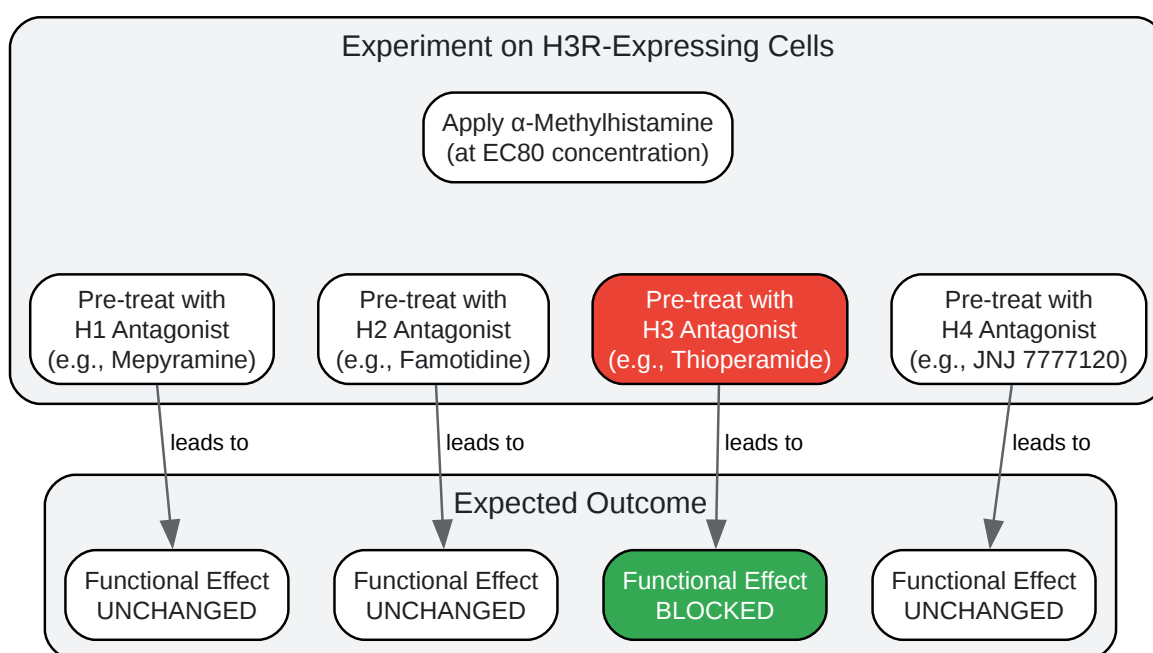 Experiment on H3R-Expressing Cells
Apply α-Methylhistamine
(at EC80 concentration)
Pre-treat with
H1 Antagonist
(e.g., Mepyramine)
Pre-treat with
H2 Antagonist
(e.g., Famotidine)
Pre-treat with
H3 Antagonist
(e.g., Thioperamide)
Pre-treat with
H4 Antagonist
(e.g., JNJ 7777120)
leads to
leads to
leads to
leads to
Expected Outcome
Functional Effect
UNCHANGED
Functional Effect
UNCHANGED
Functional Effect
BLOCKED
Functional Effect
UNCHANGED